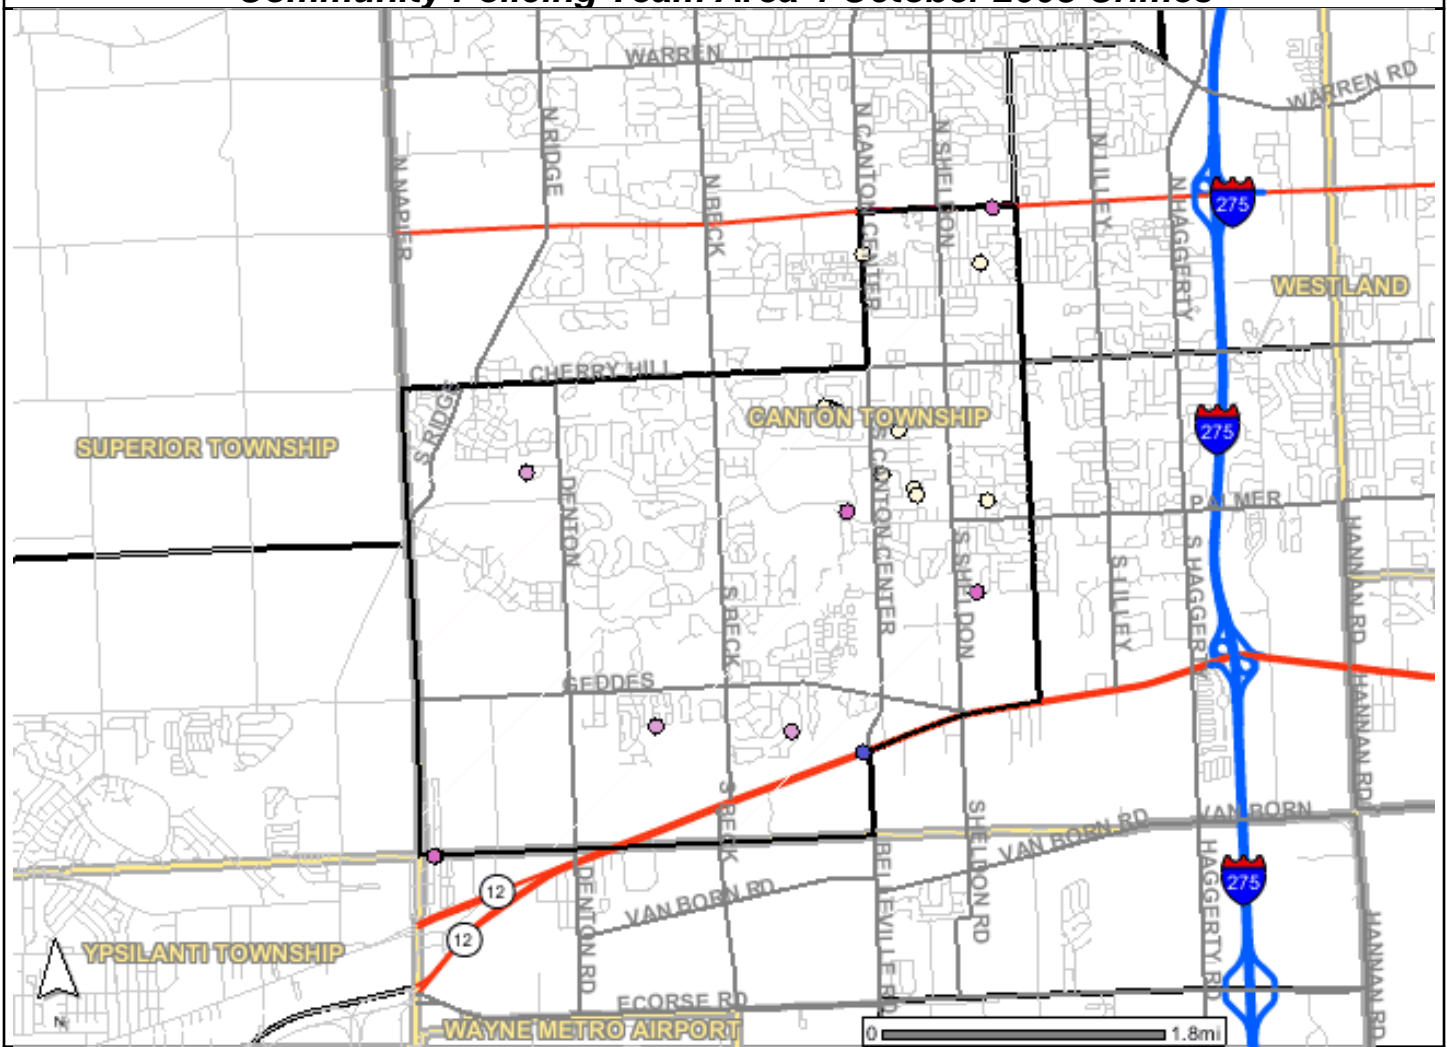 WARREN
WARREN RD
N RIDGE
N CANTON CENTER
N SHELDON
N LILLEY
N NAPIER
N BECK
N HAGGERTY
275
WESTLAND
CHERRY HILL
S RIDGE
CANTON TOWNSHIP
SUPERIOR TOWNSHIP
275
S CANTON CENTER
DENTON
PALMER
HANNAN RD
S SHELDON
S LILLEY
S HAGGERTY
S BECK
GEDDES
HANNAN RD
S BECK
SHELDON RD
VAN BORN RD
VAN BORN
BELLEVILLE RD
HAGGERTY RD
275
12
DENTON RD
VAN BORN RD
12
YPSILANTI TOWNSHIP
HANNAN RD
N
ECORSE RD
WAYNE METRO AIRPORT
0 1.8mi